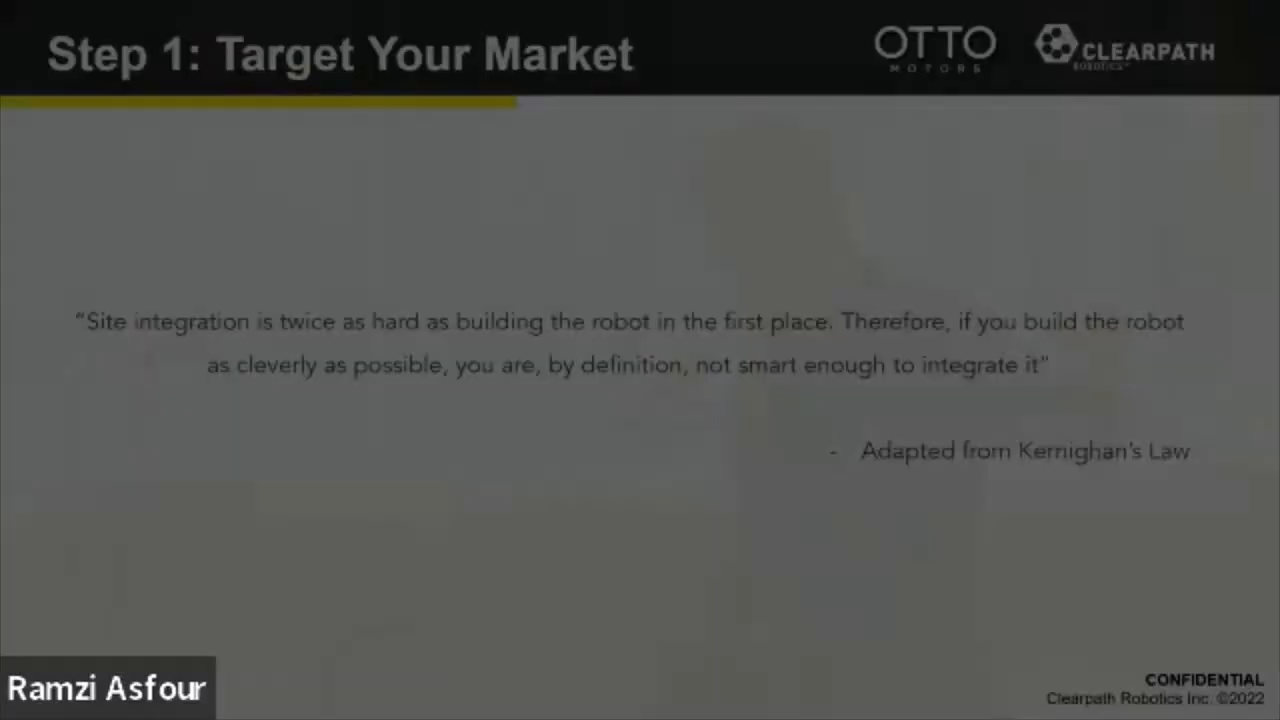 Step 1: Target Your Market
OTTO
MOTORS
CLEARPATH
ROBOTICS
“Site integration is twice as hard as building the robot in the first place. Therefore, if you build the robot
as cleverly as possible, you are, by definition, not smart enough to integrate it”
- Adapted from Kernighan’s Law
Ramzi Asfour
CONFIDENTIAL
Clearpath Robotics Inc. ©2022